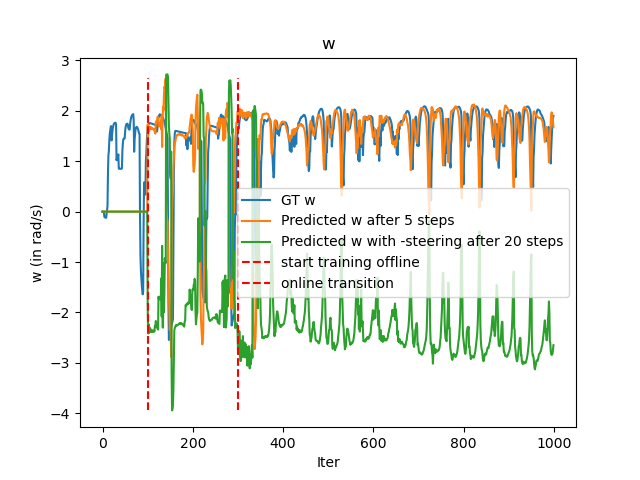 w
3
2
1
0
−1
−2
−3
−4
w (in rad/s)
GT w
Predicted w after 5 steps
Predicted w with -steering after 20 steps
start training offline
online transition
0
200
400
600
800
1000
Iter